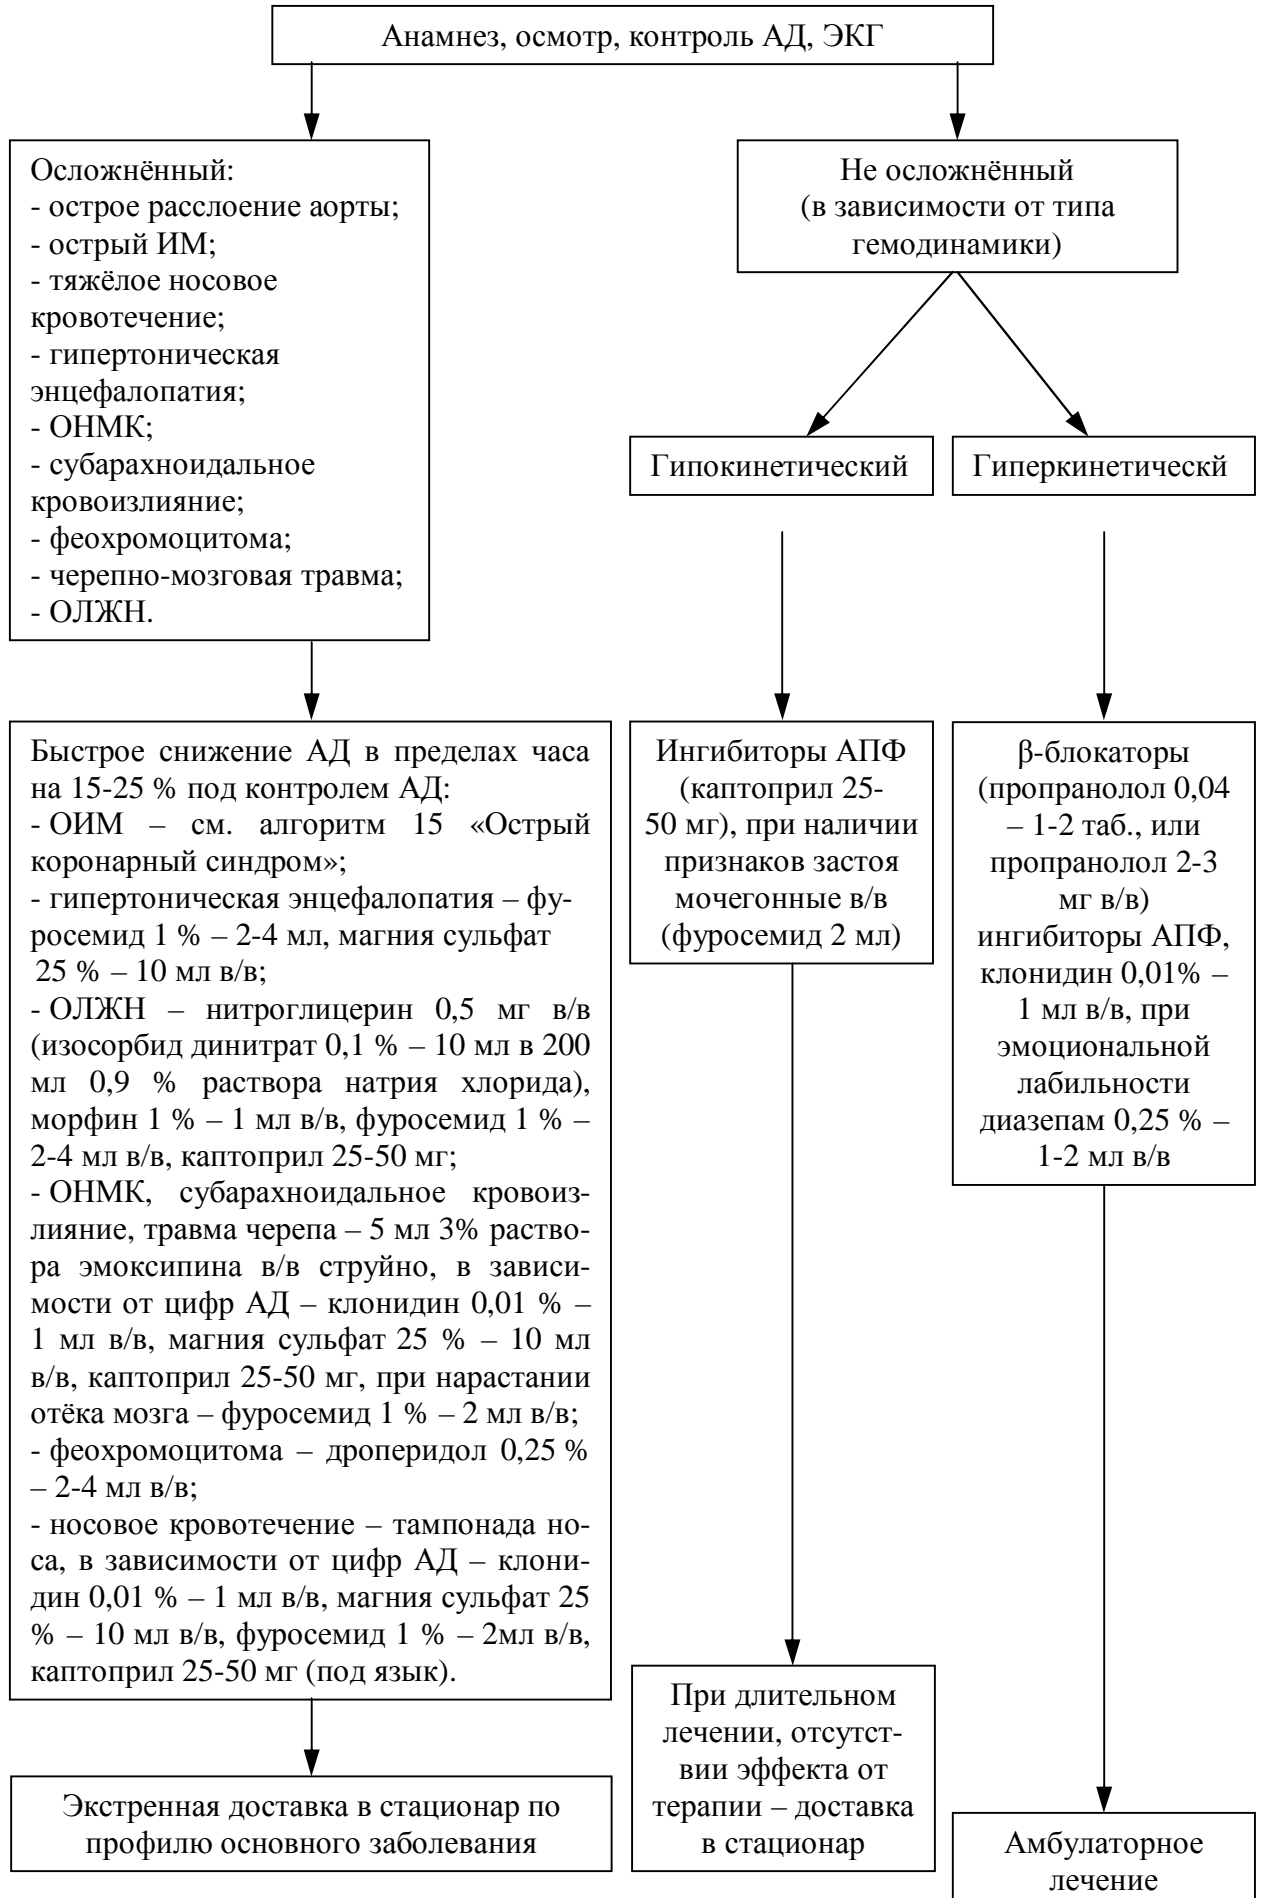 Анамнез, осмотр, контроль АД, ЭКГ
Осложнённый:
- острое расслоение аорты;
- острый ИМ;
- тяжёлое носовое
кровотечение;
- гипертоническая
энцефалопатия;
- ОНМК;
- субарахноидальное
кровоизлияние;
- феохромоцитома;
- черепно-мозговая травма;
- ОЛЖН.
Не осложнённый
(в зависимости от типа
гемодинамики)
Гипокинетический
Гиперкинетическй
Быстрое снижение АД в пределах часа
на 15-25 % под контролем АД:
- ОИМ – см. алгоритм 15 «Острый
коронарный синдром»;
- гипертоническая энцефалопатия – фу-
росемид 1 % – 2-4 мл, магния сульфат
25 % – 10 мл в/в;
- ОЛЖН – нитроглицерин 0,5 мг в/в
(изосорбид динитрат 0,1 % – 10 мл в 200
мл 0,9 % раствора натрия хлорида),
морфин 1 % – 1 мл в/в, фуросемид 1 % –
2-4 мл в/в, каптоприл 25-50 мг;
- ОНМК, субарахноидальное кровоиз-
лияние, травма черепа – 5 мл 3% раство-
ра эмоксипина в/в струйно, в зависи-
мости от цифр АД – клонидин 0,01 % –
1 мл в/в, магния сульфат 25 % – 10 мл
в/в, каптоприл 25-50 мг, при нарастании
отёка мозга – фуросемид 1 % – 2 мл в/в;
- феохромоцитома – дроперидол 0,25 %
– 2-4 мл в/в;
- носовое кровотечение – тампонада но-
са, в зависимости от цифр АД – клони-
дин 0,01 % – 1 мл в/в, магния сульфат 25
% – 10 мл в/в, фуросемид 1 % – 2мл в/в,
каптоприл 25-50 мг (под язык).
Ингибиторы АПФ
(каптоприл 25-
50 мг), при наличии
признаков застоя
мочегонные в/в
(фуросемид 2 мл)
β-блокаторы
(пропранолол 0,04
– 1-2 таб., или
пропранолол 2-3
мг в/в)
ингибиторы АПФ,
клонидин 0,01% –
1 мл в/в, при
эмоциональной
лабильности
диазепам 0,25 % –
1-2 мл в/в
Экстренная доставка в стационар по
профилю основного заболевания
При длительном
лечении, отсутст-
вии эффекта от
терапии – доставка
в стационар
Амбулаторное
лечение